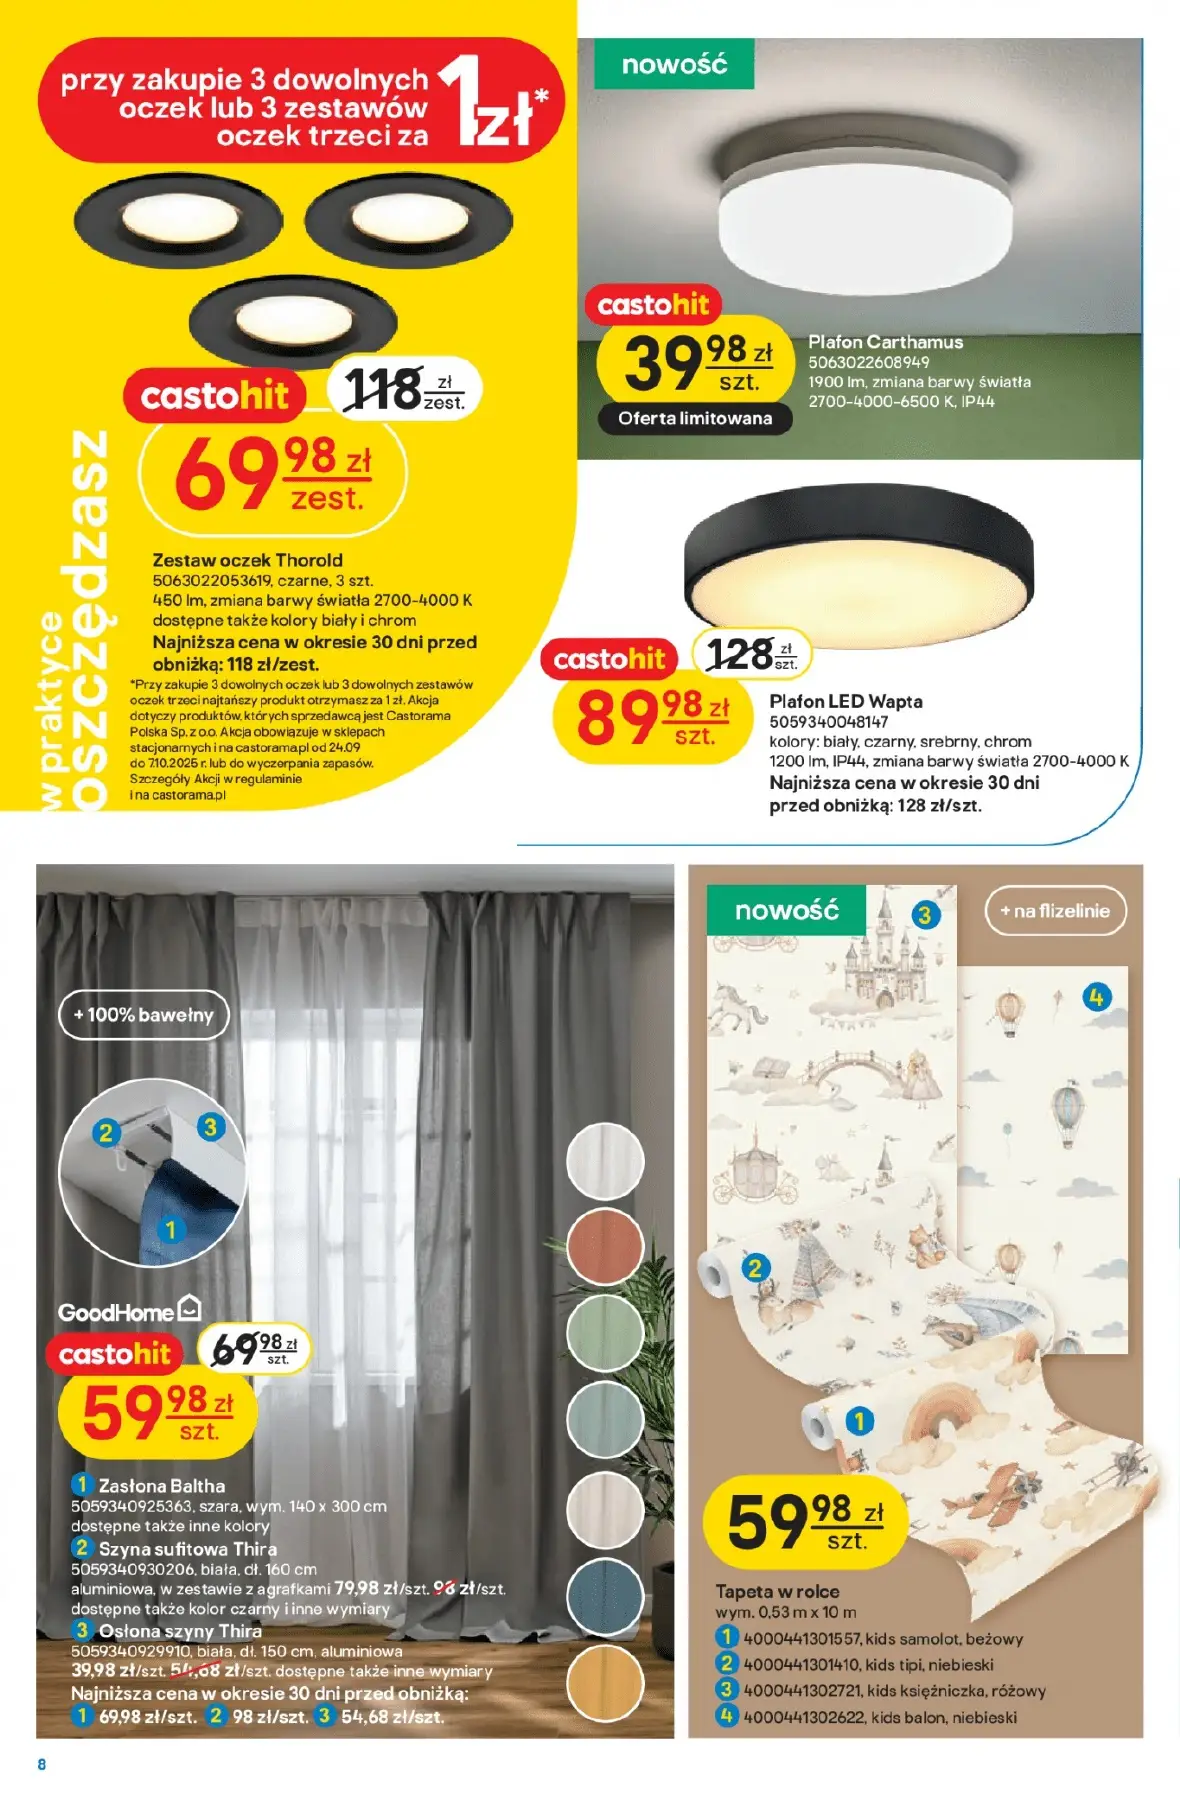 przy zakupie 3 dowolnych
oczek lub 3 zestawów
oczek trzeci za
1zł*
castohit
118 zł
zest.
69 98 zł
zest.
w praktyce
oszczędzasz
Zestaw oczek Thorold
5063022053619, czarne, 3 szt.
450 lm, zmiana barwy światła 2700-4000 K
dostępne także kolory biały i chrom
Najniższa cena w okresie 30 dni przed
obniżką: 118 zł/zest.
*Przy zakupie 3 dowolnych oczek lub 3 dowolnych zestawów
oczek trzeci najtańszy produkt otrzymasz za 1 zł. Akcja
dotyczy produktów, których sprzedawcą jest Castorama
Polska Sp. z o.o. Akcja obowiązuje w sklepach
stacjonarnych i na castorama.pl od 24.09
do 7.10.2025 r. lub do wyczerpania zapasów.
Szczegóły Akcji w regulaminie
i na castorama.pl
nowość
castohit
39 98 zł
szt.
Oferta limitowana
Plafon Carthamus
5063022608949
1900 lm, zmiana barwy światła
2700-4000-6500 K, IP44
castohit
128 zł
szt.
89 98 zł
szt.
Plafon LED Wapta
5059340048147
kolory: biały, czarny, srebrny, chrom
1200 lm, IP44, zmiana barwy światła 2700-4000 K
Najniższa cena w okresie 30 dni
przed obniżką: 128 zł/szt.
+ 100% bawełny
2
3
1
GoodHome
castohit
69 98 zł
szt.
59 98 zł
szt.
1 Zasłona Baltha
5059340925363, szara, wym. 140 x 300 cm
dostępne także inne kolory
2 Szyna sufitowa Thira
5059340930206, biała, dł. 160 cm
aluminiowa, w zestawie z agrafkami 79,98 zł/szt. 98 zł/szt.
dostępne także kolor czarny i inne wymiary
3 Osłona szyny Thira
5059340929910, biała, dł. 150 cm, aluminiowa
39,98 zł/szt. 54,68 zł/szt. dostępne także inne wymiary
Najniższa cena w okresie 30 dni przed obniżką:
1 69,98 zł/szt. 2 98 zł/szt. 3 54,68 zł/szt.
nowość
+ na flizelinie
3
4
2
1
59 98 zł
szt.
Tapeta w rolce
wym. 0,53 m x 10 m
1 4000441301557, kids samolot, beżowy
2 4000441301410, kids tipi, niebieski
3 4000441302721, kids księżniczka, różowy
4 4000441302622, kids balon, niebieski
8